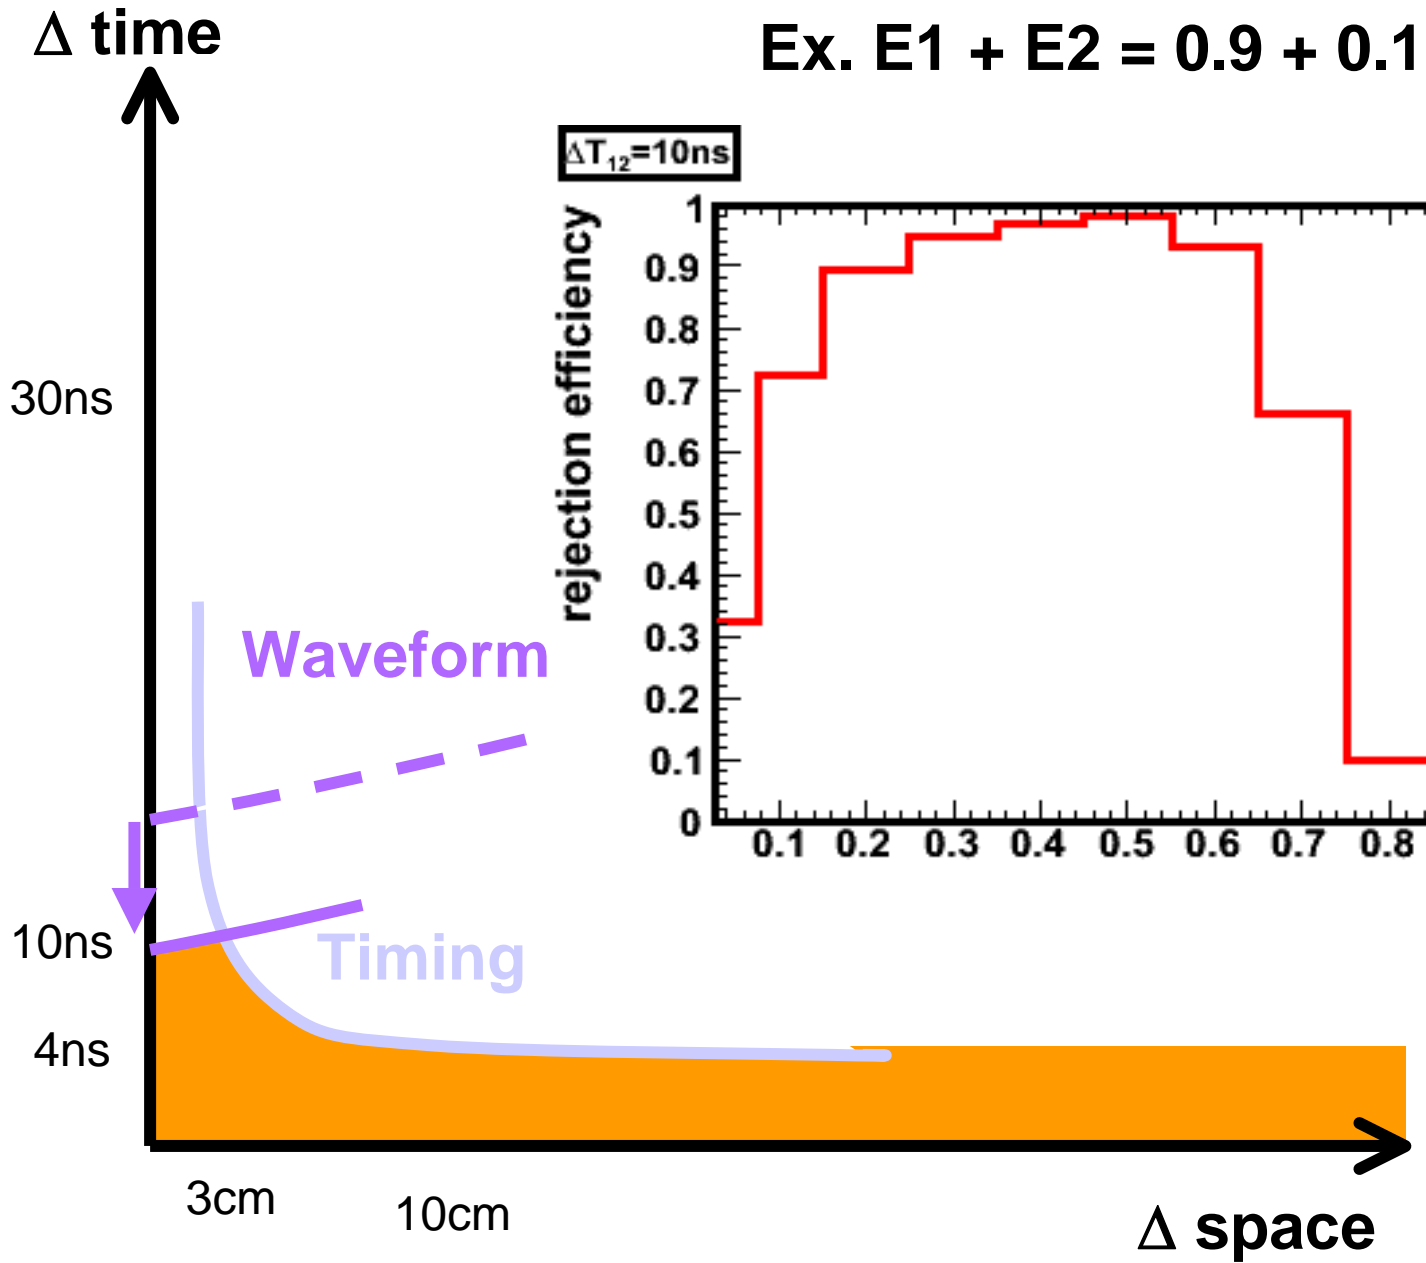 Δ time
Ex. E1 + E2 = 0.9 + 0.1
ΔT₁₂=10ns
rejection efficiency
1
0.9
0.8
0.7
0.6
0.5
0.4
0.3
0.2
0.1
0
0.1 0.2 0.3 0.4 0.5 0.6 0.7 0.8
30ns
Waveform
10ns
Timing
4ns
3cm
10cm
Δ space